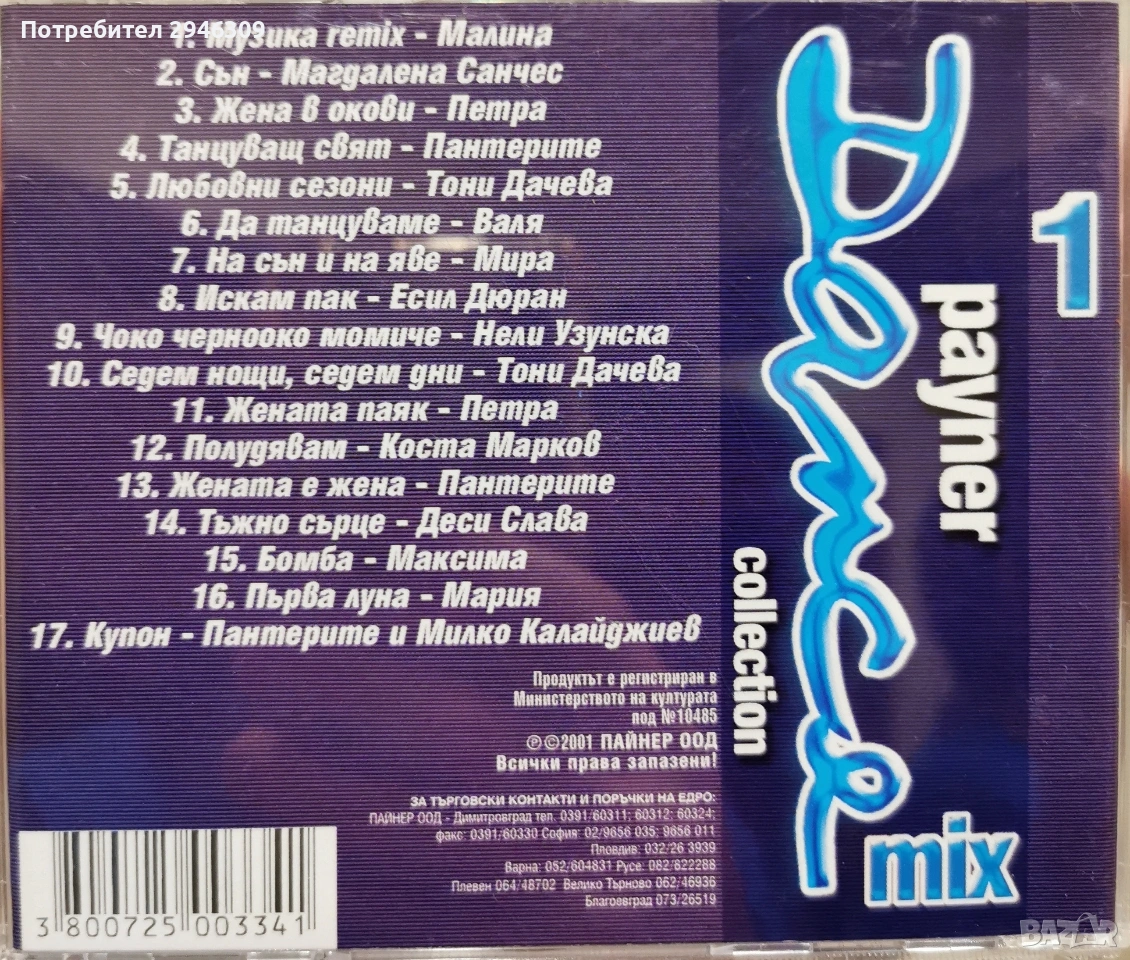 Потребител 2946309
1. Музика remix - Малина
2. Сън - Магдалена Санчес
3. Жена в окови - Петра
4. Танцуващ свят - Пантерите
5. Любовни сезони - Тони Дачева
6. Да танцуваме - Валя
7. На сън и на яве - Мира
8. Искам пак - Есил Дюран
9. Чоко чернооко момиче - Нели Узунска
10. Седем нощи, седем дни - Тони Дачева
11. Жената паяк - Петра
12. Полудявам - Коста Марков
13. Жената е жена - Пантерите
14. Тъжно сърце - Деси Слава
15. Бомба - Максима
16. Първа луна - Мария
17. Купон - Пантерите и Милко Калайджиев
Продуктът е регистриран в
Министерството на културата
под №10485
℗©2001 ПАЙНЕР ООД
Всички права запазени!
ЗА ТЪРГОВСКИ КОНТАКТИ И ПОРЪЧКИ НА ЕДРО:
ПАЙНЕР ООД - Димитровград тел. 0391/60311; 60312; 60324;
факс: 0391/60330 София: 02/9656 035; 9656 011
Пловдив: 032/26 3939
Варна: 052/604831 Русе: 082/822288
Плевен 064/48702 Велико Търново 062/46936
Благоевград 073/26519
3 800725 003341
1
payner
Dance
collection
mix
BAZAR